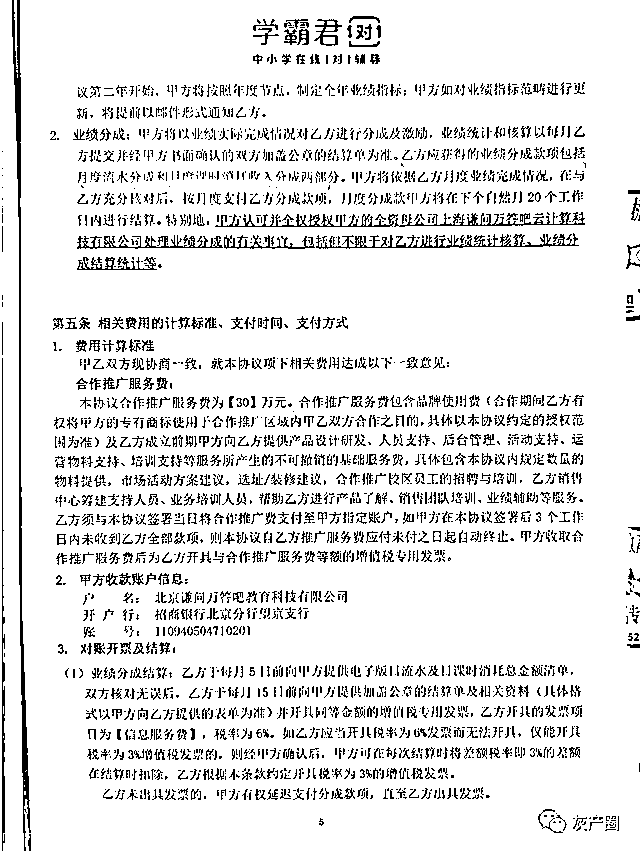 学霸君 对
中小学在线1对1辅导
议第二年开始，甲方将按照年度节点，制定全年业绩指标；甲方如对业绩指标范畴进行更
新，将提前以邮件形式通知乙方。
2. 业绩分成：甲方将以业绩实际完成情况对乙方进行分成及激励，业绩统计和核算以每月乙
方提交并经甲方书面确认的双方加盖公章的结算单为准。乙方应获得的业绩分成款项包括
月度流水分成和月度课时消耗收入分成两部分。甲方将依据乙方月度业绩完成情况，在与
乙方充分核对后，按月度支付乙方分成款项，月度分成款甲方将在下个自然月 20 个工作
日内进行结算。特别地，甲方认可并全权授权甲方的全资母公司上海谦问万答吧云计算科
技有限公司处理业绩分成的有关事宜，包括但不限于对乙方进行业绩统计核算、业绩分
成结算统计等。
第五条 相关费用的计算标准、支付时间、支付方式
1. 费用计算标准
甲乙双方现协商一致，就本协议项下相关费用达成以下一致意见：
合作推广服务费：
本协议合作推广服务费为【30】万元。合作推广服务费包含品牌使用费（合作期间乙方有
权将甲方的专有商标使用于合作推广区域内甲乙双方合作之目的，具体以本协议约定的授权范
围为准）及乙方成立前期甲方向乙方提供产品设计研发、人员支持、后台管理、活动支持、运
营物料支持、培训支持等服务所产生的不可撤销的基础服务费，具体包含本协议内规定数量的
物料提供，市场活动方案建议，选址/装修建议，合作推广校区员工的招聘与培训，乙方销售
中心筹建支持人员、业务培训人员，帮助乙方进行产品了解、销售团队培训、业绩辅助等服务。
乙方须与本协议签署当日将合作推广费支付至甲方指定账户，如甲方在本协议签署后 3 个工作
日内未收到乙方全部款项，则本协议自乙方推广服务费应付未付之日起自动终止。甲方收取合
作推广服务费后为乙方开具与合作推广服务费等额的增值税专用发票。
2. 甲方收款账户信息：
户 名：北京谦问万答吧教育科技有限公司
开 户 行：招商银行北京分行望京支行
账 号：110940504710201
3. 对账开票及结算：
（1）业绩分成结算：乙方于每月 5 日前向甲方提供电子版日流水及日课时消耗总金额清单，
双方核对无误后，乙方于每月 15 日前向甲方提供加盖公章的结算单及相关资料（具体格
式以甲方向乙方提供的表单为准）并开具同等金额的增值税专用发票，乙方开具的发票项
目为【信息服务费】，税率为 6%。如乙方应当开具税率为 6%发票而无法开具，仅能开具
税率为 3%增值税发票的，则经甲方确认后，甲方可在每次结算时将差额税率即 3%的差额
在结算时扣除，乙方根据本条款约定开具税率为 3%的增值税发票。
乙方未出具发票的，甲方有权延迟支付分成款项，直至乙方出具发票。
5
灰产圈